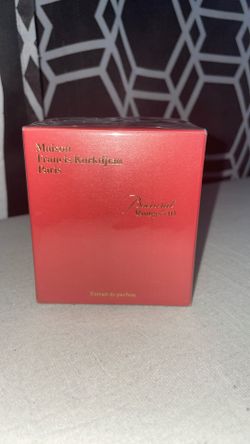 Maison
Francis Kurkdjian
Paris
Baccarat
Rouge 540
Extrait de parfum